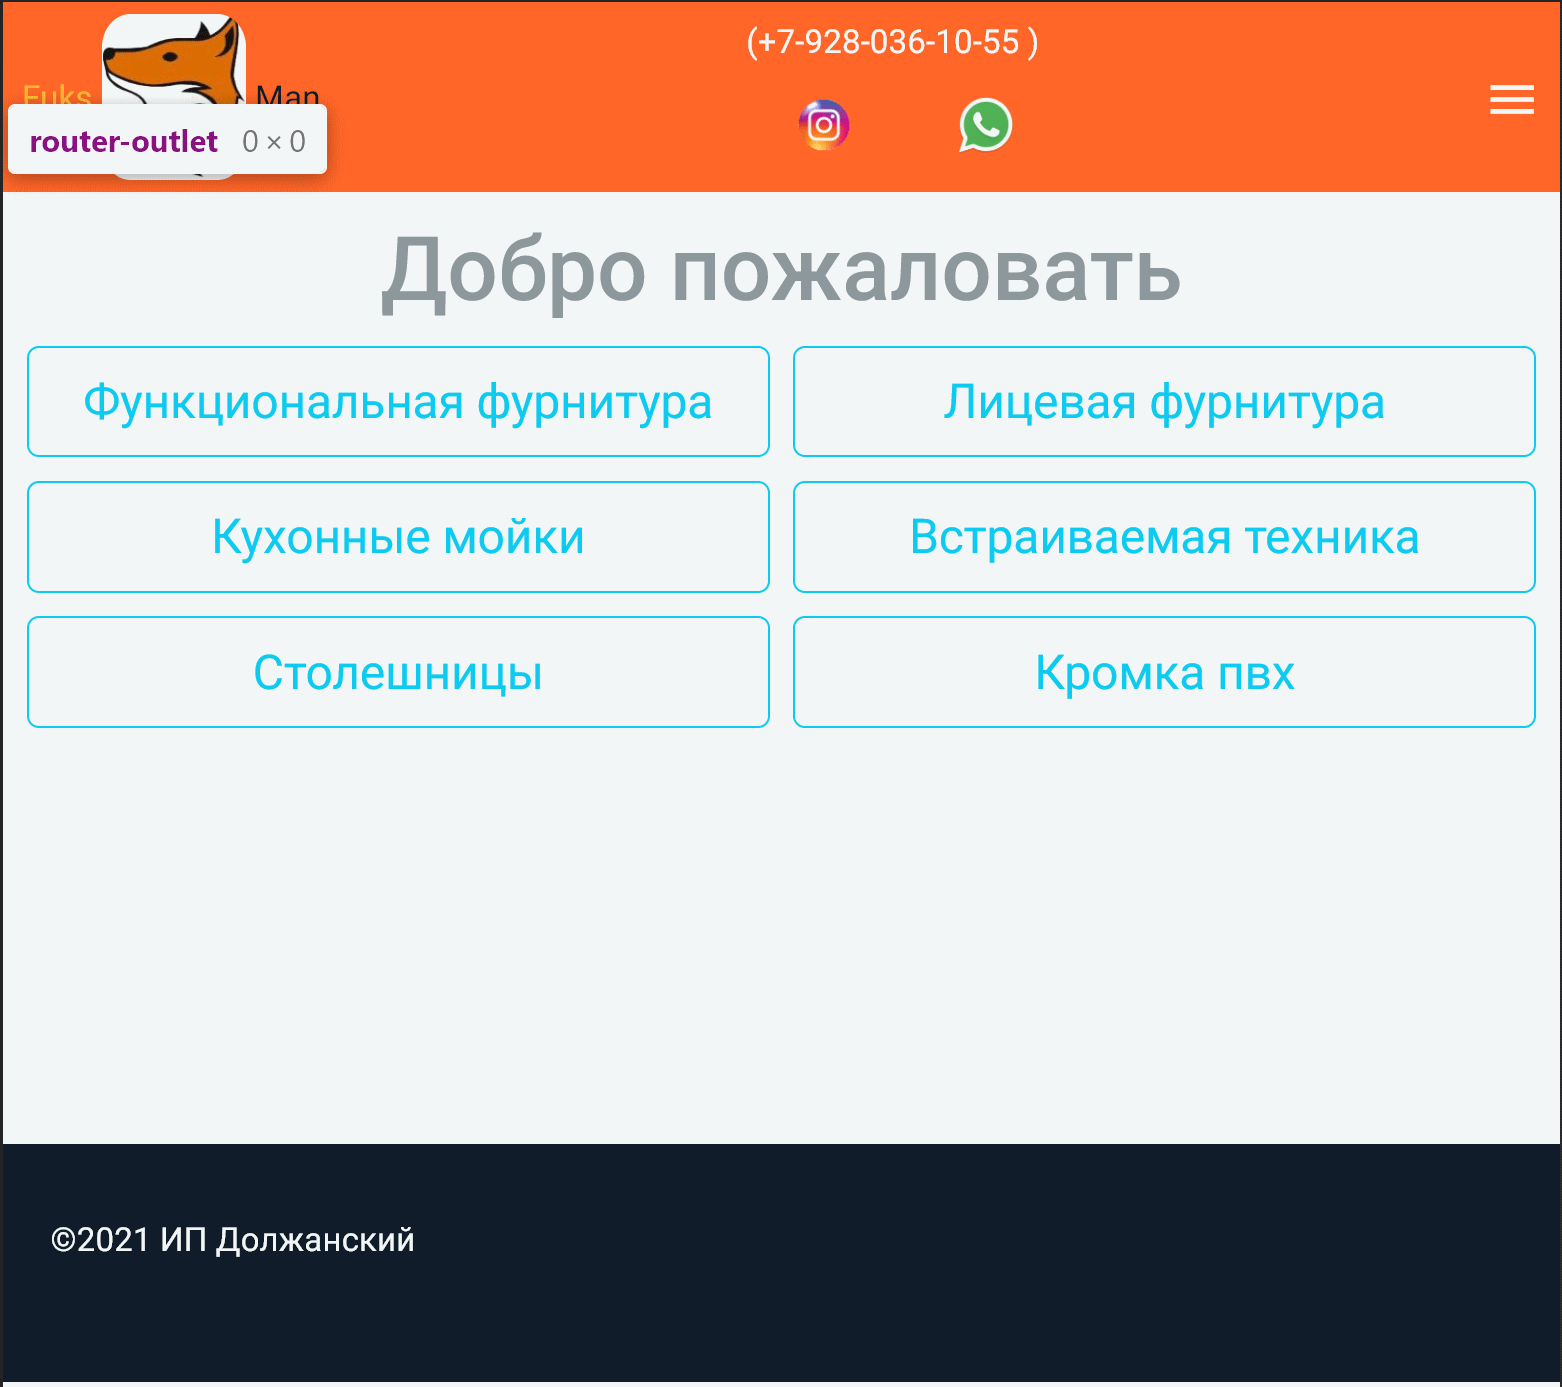 (+7-928-036-10-55 )
Fuks Man
router-outlet 0 × 0
Добро пожаловать
Функциональная фурнитура
Лицевая фурнитура
Кухонные мойки
Встраиваемая техника
Столешницы
Кромка пвх
©2021 ИП Должанский